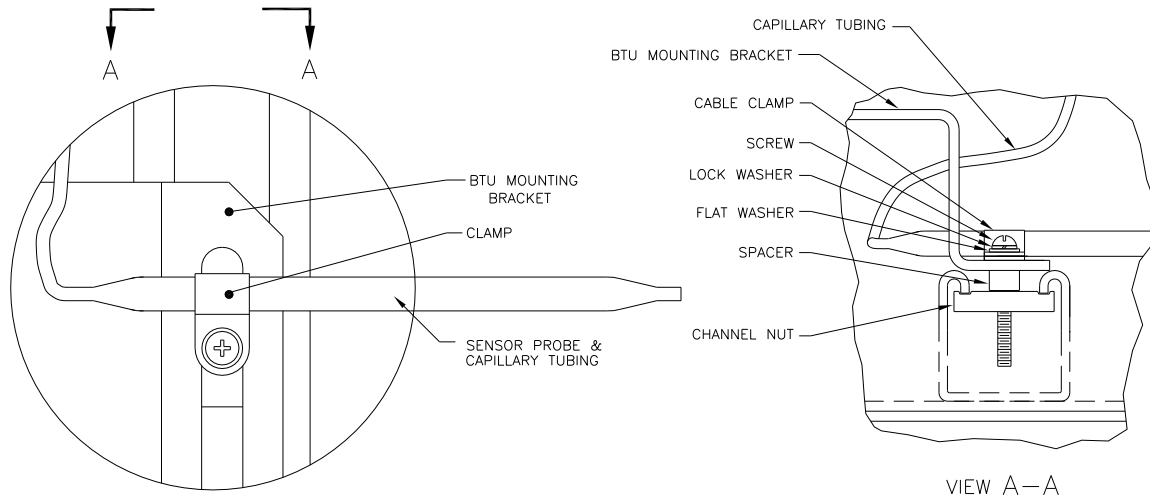 A
A
BTU MOUNTING
BRACKET
CLAMP
SENSOR PROBE &
CAPILLARY TUBING
CAPILLARY TUBING
BTU MOUNTING BRACKET
CABLE CLAMP
SCREW
LOCK WASHER
FLAT WASHER
SPACER
CHANNEL NUT
VIEW A-A